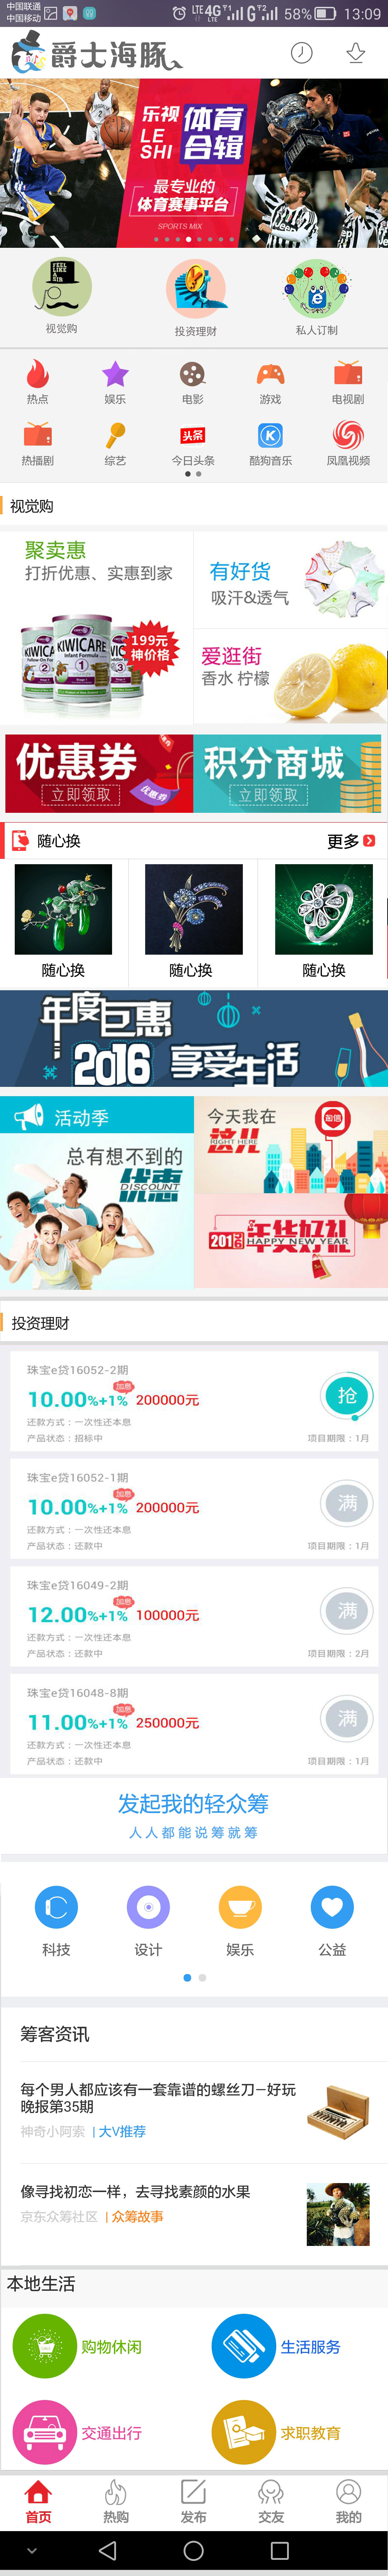 中国联通
中国移动
LTE 4G LTE 1 G 2 58% 13:09
爵士海豚
乐视体育
LE SHI 合辑
最专业的
体育赛事平台
SPORTS MIX
FEEL LIKE A SIR
视觉购 投资理财 私人订制
热点 娱乐 电影 游戏 电视剧
头条
热播剧 综艺 今日头条 酷狗音乐 凤凰视频
视觉购
聚卖惠
打折优惠、实惠到家
有好货
吸汗&透气
KIWICARE
Infant Formula
199元
神价格
爱逛街
香水 柠檬
优惠券
立即领取
优惠券
积分商城
立即领取
随心换 更多
随心换 随心换 随心换
年度巨惠
2016 享受生活
活动季
总有想不到的
优惠
DISCOUNT
今天我在
这儿
RIGHT HERE
2016年货好礼
HAPPY NEW YEAR
投资理财
珠宝e贷16052-2期
10.00%+1% 加息 200000元
抢
还款方式：一次性还本息
产品状态：招标中 项目期限：1月
珠宝e贷16052-1期
10.00%+1% 加息 200000元
满
还款方式：一次性还本息
产品状态：还款中 项目期限：1月
珠宝e贷16049-2期
12.00%+1% 加息 100000元
满
还款方式：一次性还本息
产品状态：还款中 项目期限：2月
珠宝e贷16048-8期
11.00%+1% 加息 250000元
满
还款方式：一次性还本息
产品状态：还款中 项目期限：1月
发起我的轻众筹
人人都能说筹就筹
科技 设计 娱乐 公益
筹客资讯
每个男人都应该有一套靠谱的螺丝刀—好玩
晚报第35期
神奇小阿索 | 大V推荐
像寻找初恋一样，去寻找素颜的水果
京东众筹社区 | 众筹故事
本地生活
购物休闲 生活服务
交通出行 求职教育
首页 热购 发布 交友 我的